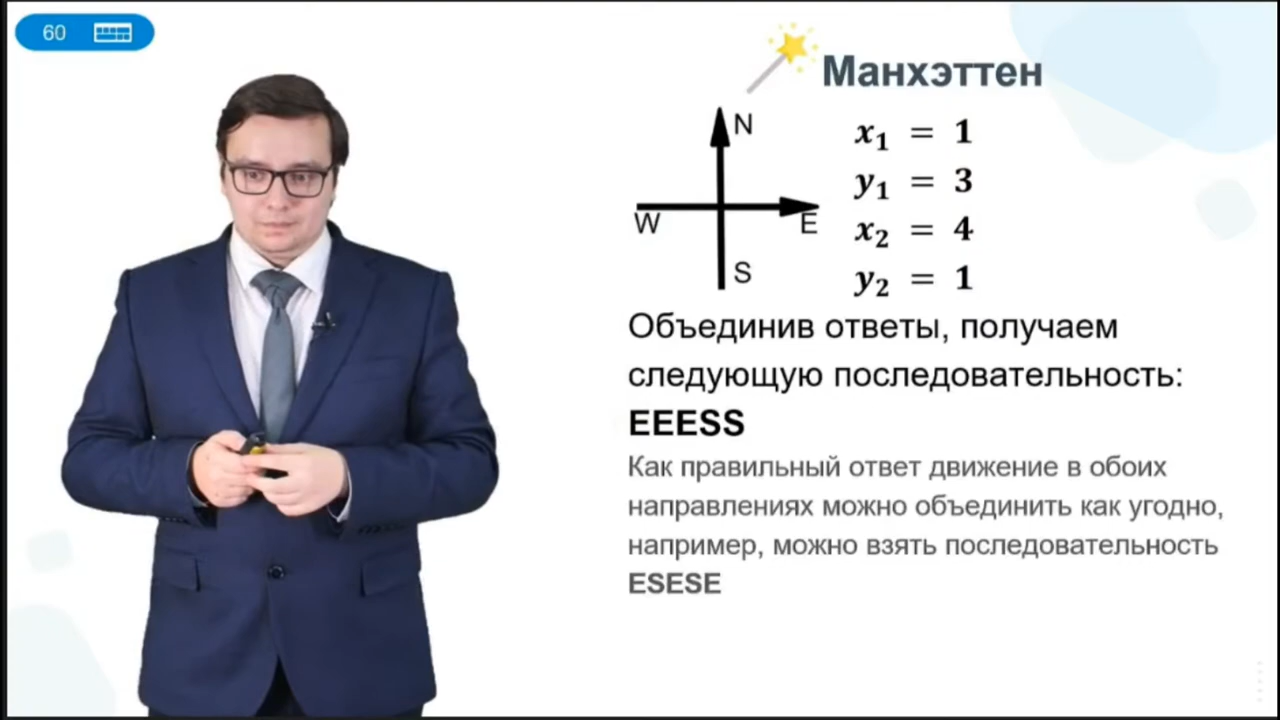 60
Манхэттен
N
W
E
S
x₁ = 1
y₁ = 3
x₂ = 4
y₂ = 1
Объединив ответы, получаем
следующую последовательность:
EEESS
Как правильный ответ движение в обоих
направлениях можно объединить как угодно,
например, можно взять последовательность
ESESE